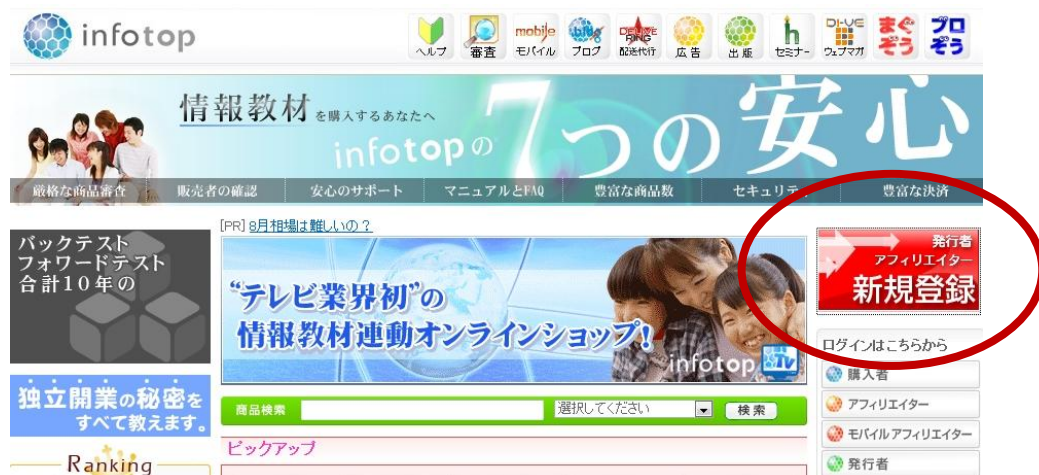 infotop
ヘルプ
審査
mobile
モバイル
blog
ブログ
DELIVE
RING
配送代行
広告
出版
h
セミナー
DI-VE
ウェブマガ
まぐ
ぞう
ブロ
ぞう
情報教材を購入するあなたへ
infotopの7つの安心
厳格な商品審査
販売者の確認
安心のサポート
マニュアルとFAQ
豊富な商品数
セキュリティ
豊富な決済
[PR] 8月相場は難しいの？
バックテスト
フォワードテスト
合計10年の
“テレビ業界初”の
情報教材連動オンラインショップ!
infotop TV
発行者
アフィリエイター
新規登録
ログインはこちらから
購入者
アフィリエイター
モバイルアフィリエイター
発行者
独立開業の秘密を
すべて教えます。
商品検索
選択してください
検索
ピックアップ
Ranking